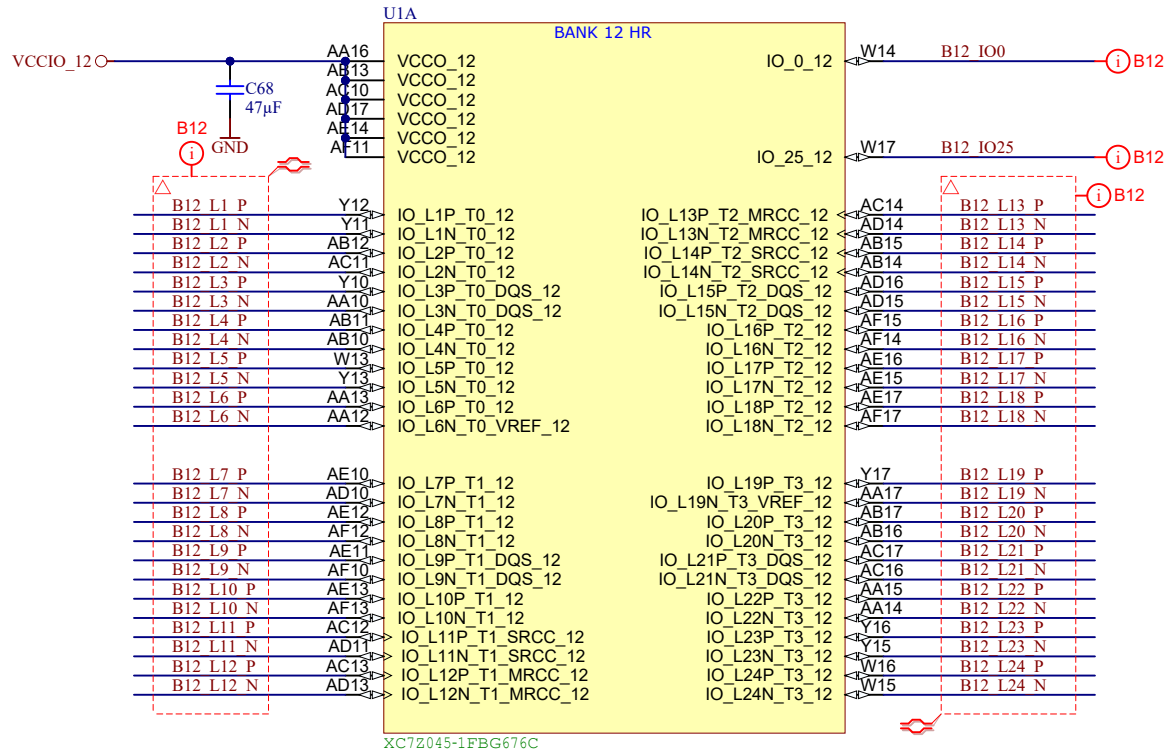 U1A
BANK 12 HR
VCCIO_12
C68
47µF
GND
AA16 VCCO_12
AB13 VCCO_12
AC10 VCCO_12
AD17 VCCO_12
AE14 VCCO_12
AF11 VCCO_12
IO_0_12 W14 B12_IO0 i B12
IO_25_12 W17 B12_IO25 i B12
B12
i
i B12
B12_L1_P Y12 IO_L1P_T0_12
B12_L1_N Y11 IO_L1N_T0_12
B12_L2_P AB12 IO_L2P_T0_12
B12_L2_N AC11 IO_L2N_T0_12
B12_L3_P Y10 IO_L3P_T0_DQS_12
B12_L3_N AA10 IO_L3N_T0_DQS_12
B12_L4_P AB11 IO_L4P_T0_12
B12_L4_N AB10 IO_L4N_T0_12
B12_L5_P W13 IO_L5P_T0_12
B12_L5_N Y13 IO_L5N_T0_12
B12_L6_P AA13 IO_L6P_T0_12
B12_L6_N AA12 IO_L6N_T0_VREF_12
B12_L7_P AE10 IO_L7P_T1_12
B12_L7_N AD10 IO_L7N_T1_12
B12_L8_P AE12 IO_L8P_T1_12
B12_L8_N AF12 IO_L8N_T1_12
B12_L9_P AE11 IO_L9P_T1_DQS_12
B12_L9_N AF10 IO_L9N_T1_DQS_12
B12_L10_P AE13 IO_L10P_T1_12
B12_L10_N AF13 IO_L10N_T1_12
B12_L11_P AC12 IO_L11P_T1_SRCC_12
B12_L11_N AD11 IO_L11N_T1_SRCC_12
B12_L12_P AC13 IO_L12P_T1_MRCC_12
B12_L12_N AD13 IO_L12N_T1_MRCC_12
IO_L13P_T2_MRCC_12 AC14 B12_L13_P
IO_L13N_T2_MRCC_12 AD14 B12_L13_N
IO_L14P_T2_SRCC_12 AB15 B12_L14_P
IO_L14N_T2_SRCC_12 AB14 B12_L14_N
IO_L15P_T2_DQS_12 AD16 B12_L15_P
IO_L15N_T2_DQS_12 AD15 B12_L15_N
IO_L16P_T2_12 AF15 B12_L16_P
IO_L16N_T2_12 AF14 B12_L16_N
IO_L17P_T2_12 AE16 B12_L17_P
IO_L17N_T2_12 AE15 B12_L17_N
IO_L18P_T2_12 AE17 B12_L18_P
IO_L18N_T2_12 AF17 B12_L18_N
IO_L19P_T3_12 Y17 B12_L19_P
IO_L19N_T3_VREF_12 AA17 B12_L19_N
IO_L20P_T3_12 AB17 B12_L20_P
IO_L20N_T3_12 AB16 B12_L20_N
IO_L21P_T3_DQS_12 AC17 B12_L21_P
IO_L21N_T3_DQS_12 AC16 B12_L21_N
IO_L22P_T3_12 AA15 B12_L22_P
IO_L22N_T3_12 AA14 B12_L22_N
IO_L23P_T3_12 Y16 B12_L23_P
IO_L23N_T3_12 Y15 B12_L23_N
IO_L24P_T3_12 W16 B12_L24_P
IO_L24N_T3_12 W15 B12_L24_N
XC7Z045-1FBG676C